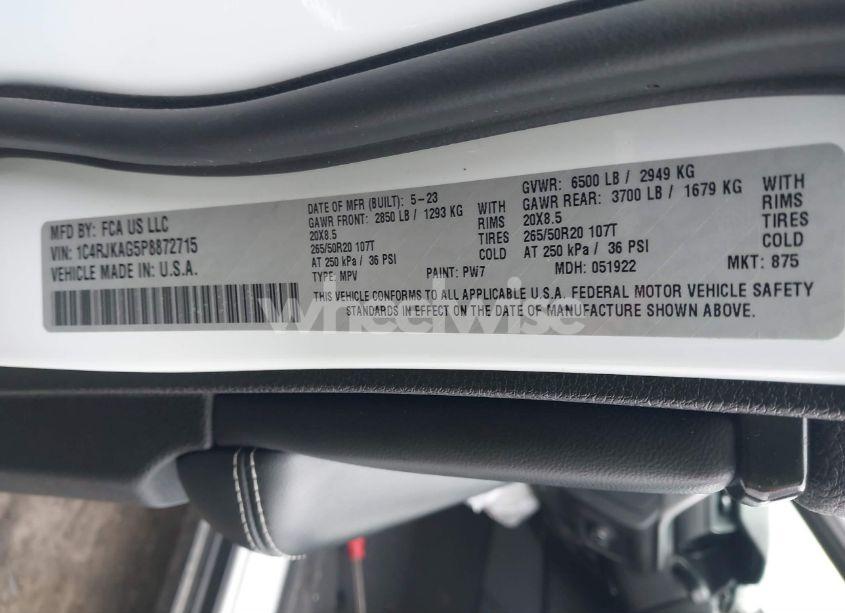 MFD BY: FCA US LLC
VIN: 1C4RJKAG5P8872715
VEHICLE MADE IN U.S.A.
DATE OF MFR (BUILT): 5-23
GAWR FRONT: 2850 LB / 1293 KG WITH
20X8.5 RIMS
265/50R20 107T TIRES
AT 250 kPa / 36 PSI COLD
TYPE: MPV PAINT: PW7
GVWR: 6500 LB / 2949 KG
GAWR REAR: 3700 LB / 1679 KG WITH
20X8.5 RIMS
265/50R20 107T TIRES
AT 250 kPa / 36 PSI COLD
MDH: 051922 MKT: 875
THIS VEHICLE CONFORMS TO ALL APPLICABLE U.S.A. FEDERAL MOTOR VEHICLE SAFETY
STANDARDS IN EFFECT ON THE DATE OF MANUFACTURE SHOWN ABOVE.
wheelwise